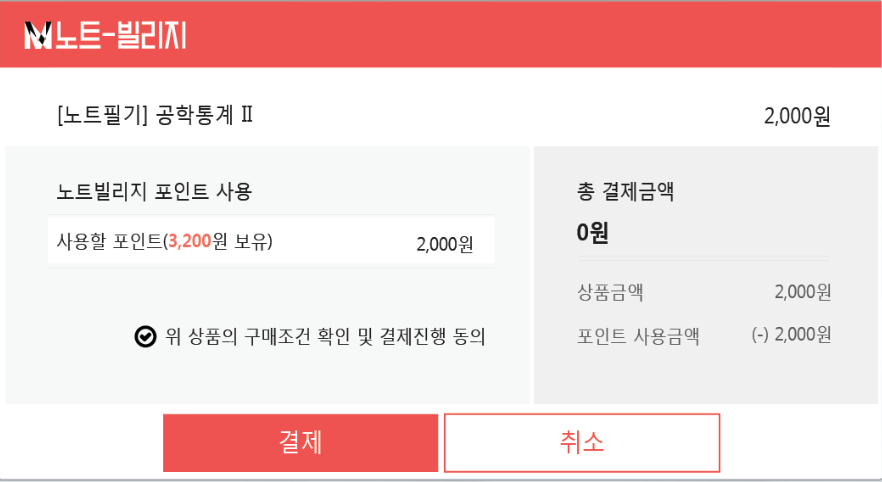 노트-빌리지
[노트필기] 공학통계 II 2,000원
노트빌리지 포인트 사용
사용할 포인트(3,200원 보유) 2,000원
위 상품의 구매조건 확인 및 결제진행 동의
총 결제금액
0원
상품금액 2,000원
포인트 사용금액 (-) 2,000원
결제 취소